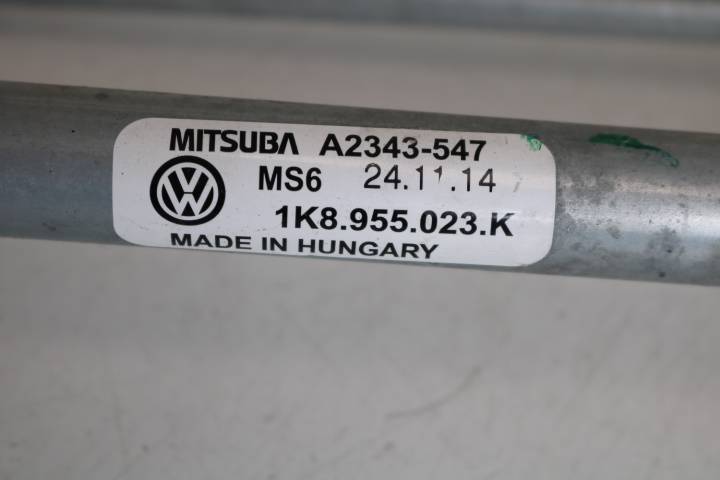 MITSUBA A2343-547
MS6 24.11.14
1K8.955.023.K
MADE IN HUNGARY